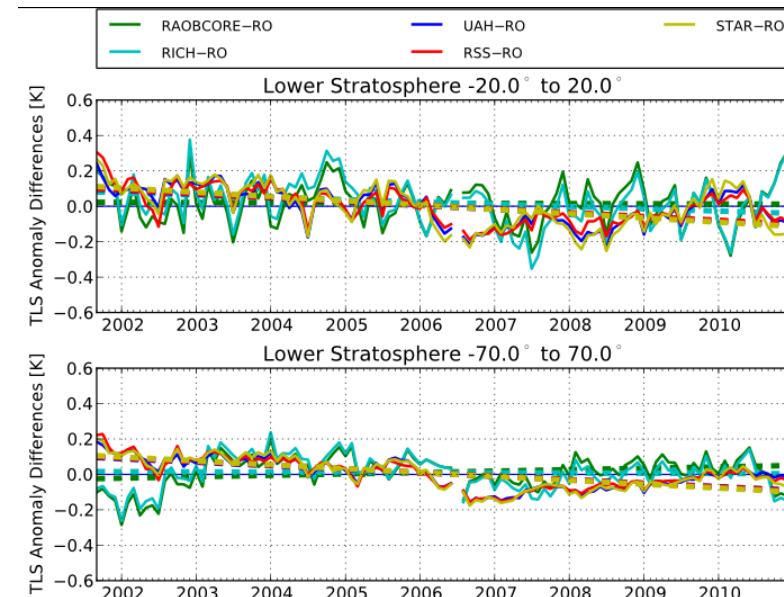 RAOBCORE−RO UAH−RO STAR−RO
RICH−RO RSS−RO
Lower Stratosphere -20.0° to 20.0°
TLS Anomaly Differences [K]
0.6
0.4
0.2
0.0
−0.2
−0.4
−0.6
2002 2003 2004 2005 2006 2007 2008 2009 2010
Lower Stratosphere -70.0° to 70.0°
TLS Anomaly Differences [K]
0.6
0.4
0.2
0.0
−0.2
−0.4
−0.6
2002 2003 2004 2005 2006 2007 2008 2009 2010